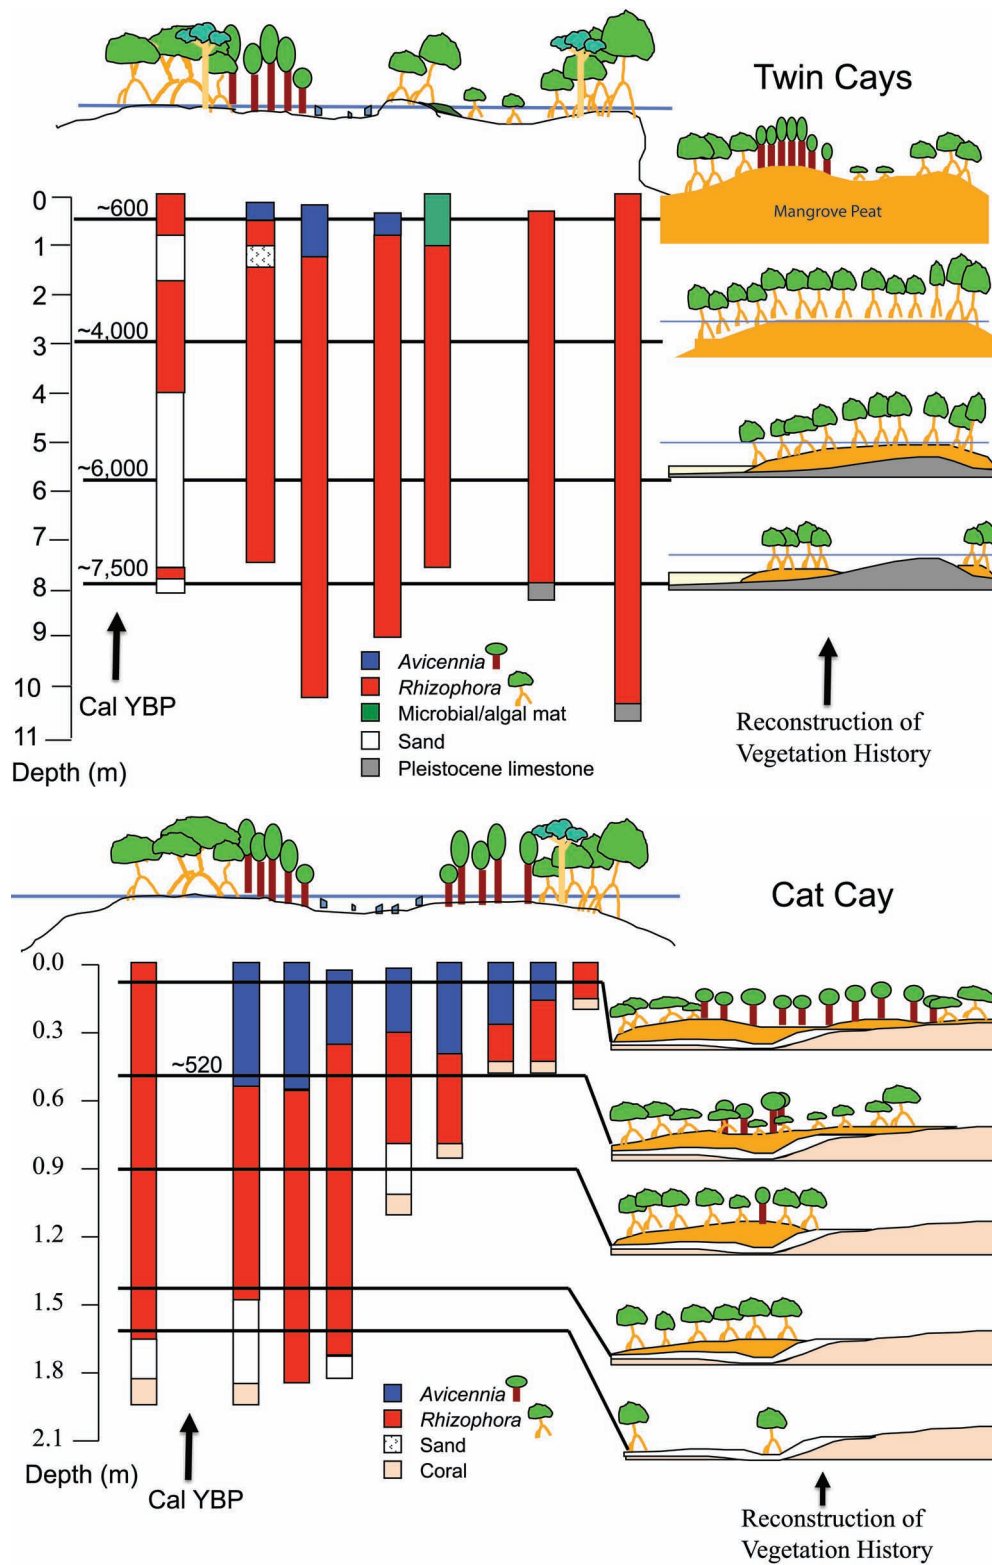 Twin Cays
Mangrove Peat
0
1
2
3
4
5
6
7
8
9
10
11
~600
~4,000
~6,000
~7,500
Cal YBP
Depth (m)
Avicennia
Rhizophora
Microbial/algal mat
Sand
Pleistocene limestone
Reconstruction of
Vegetation History
Cat Cay
0.0
0.3
0.6
0.9
1.2
1.5
1.8
2.1
~520
Depth (m)
Cal YBP
Avicennia
Rhizophora
Sand
Coral
Reconstruction of
Vegetation History